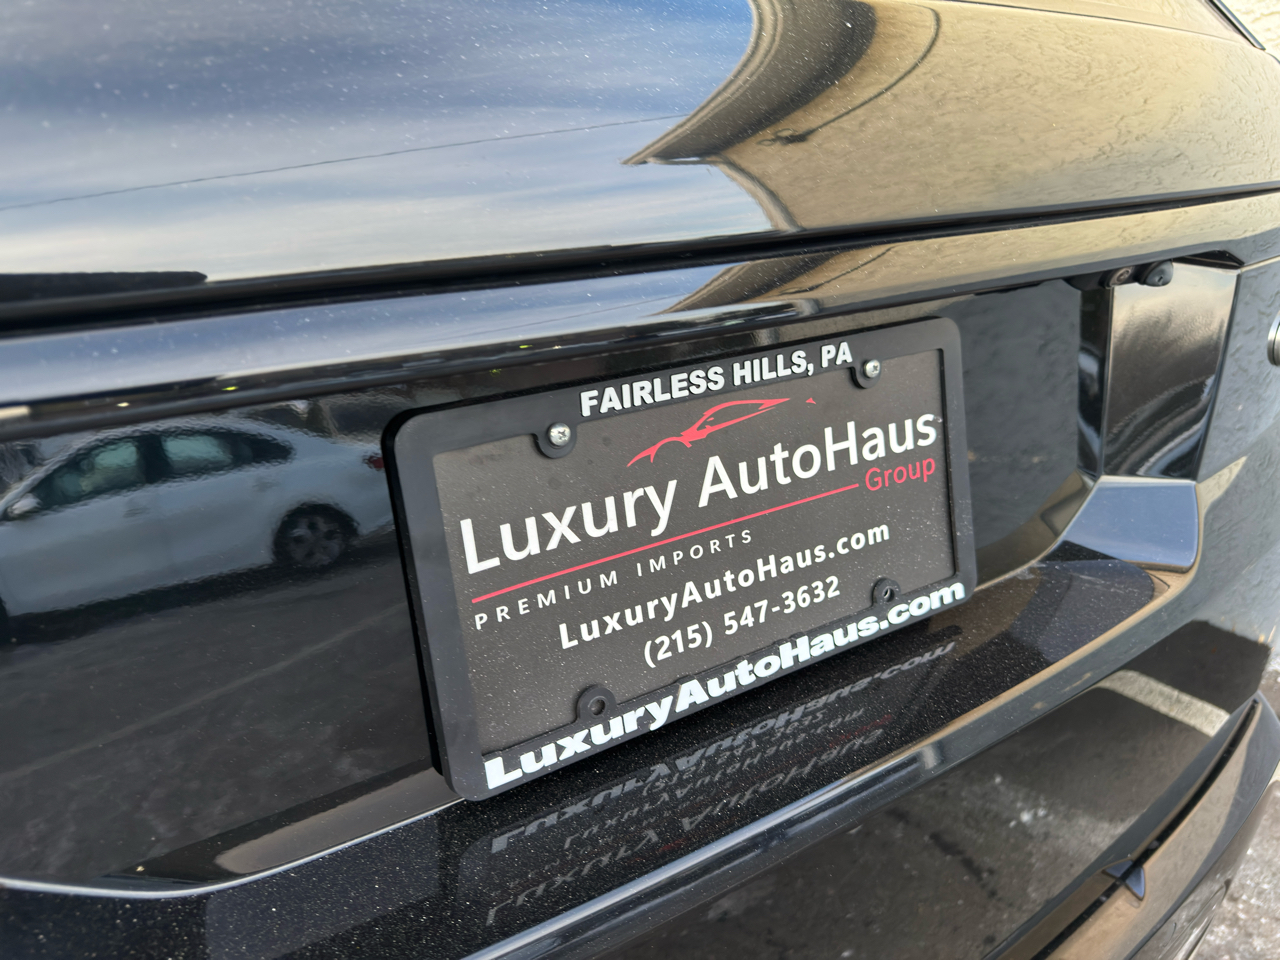 FAIRLESS HILLS, PA
Luxury AutoHaus
Group
PREMIUM IMPORTS
LuxuryAutoHaus.com
(215) 547-3632
LuxuryAutoHaus.com